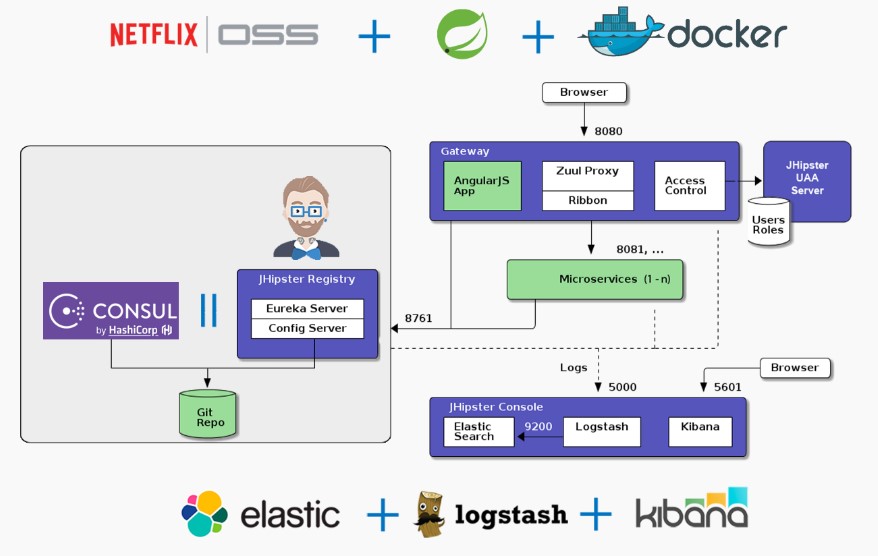 NETFLIX OSS + + docker
Browser
8080
Gateway
AngularJS
App
Zuul Proxy
Ribbon
Access
Control
JHipster
UAA
Server
Users
Roles
8081, ...
Microservices (1 - n)
JHipster Registry
Eureka Server
Config Server
CONSUL
by HashiCorp
8761
Git
Repo
Logs
5000
5601
Browser
JHipster Console
Elastic
Search
9200
Logstash
Kibana
elastic + logstash + kibana